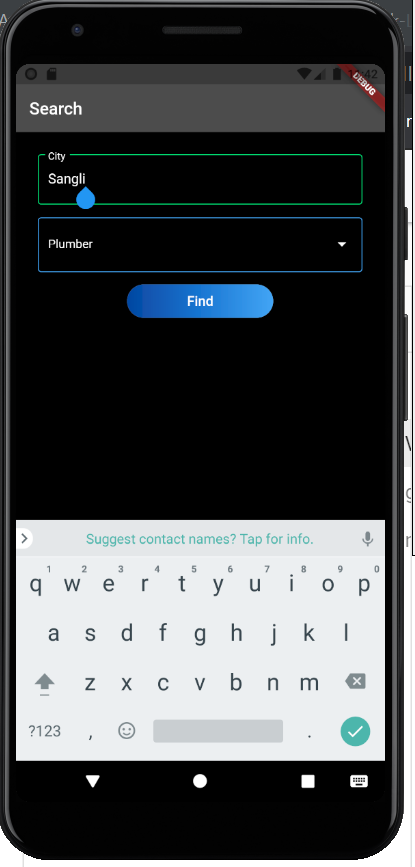 DEBUG
Search
City
Sangli
Plumber
Find
Suggest contact names? Tap for info.
1 2 3 4 5 6 7 8 9 0
q w e r t y u i o p
a s d f g h j k l
z x c v b n m
?123 , .